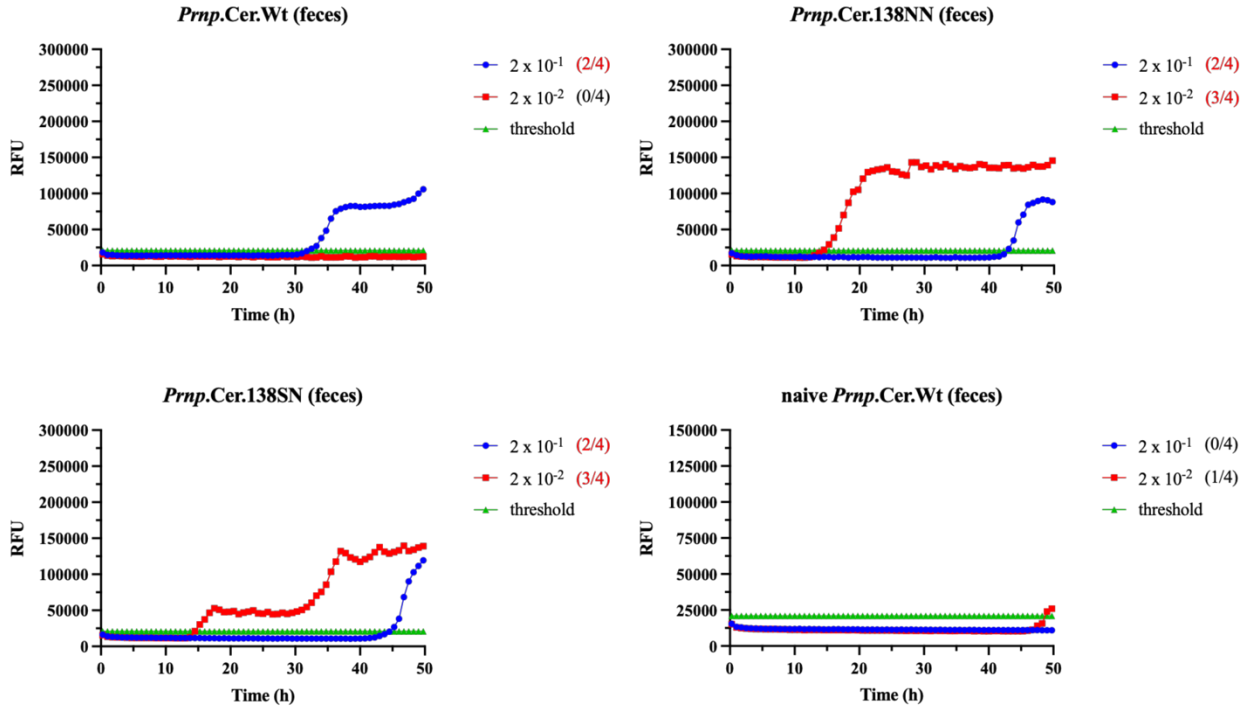 Prnp.Cer.Wt (feces)
300000
250000
200000
150000
100000
50000
0
RFU
0 10 20 30 40 50
Time (h)
2 x 10⁻¹ (2/4)
2 x 10⁻² (0/4)
threshold
Prnp.Cer.138NN (feces)
300000
250000
200000
150000
100000
50000
0
RFU
0 10 20 30 40 50
Time (h)
2 x 10⁻¹ (2/4)
2 x 10⁻² (3/4)
threshold
Prnp.Cer.138SN (feces)
300000
250000
200000
150000
100000
50000
0
RFU
0 10 20 30 40 50
Time (h)
2 x 10⁻¹ (2/4)
2 x 10⁻² (3/4)
threshold
naive Prnp.Cer.Wt (feces)
150000
125000
100000
75000
50000
25000
0
RFU
0 10 20 30 40 50
Time (h)
2 x 10⁻¹ (0/4)
2 x 10⁻² (1/4)
threshold